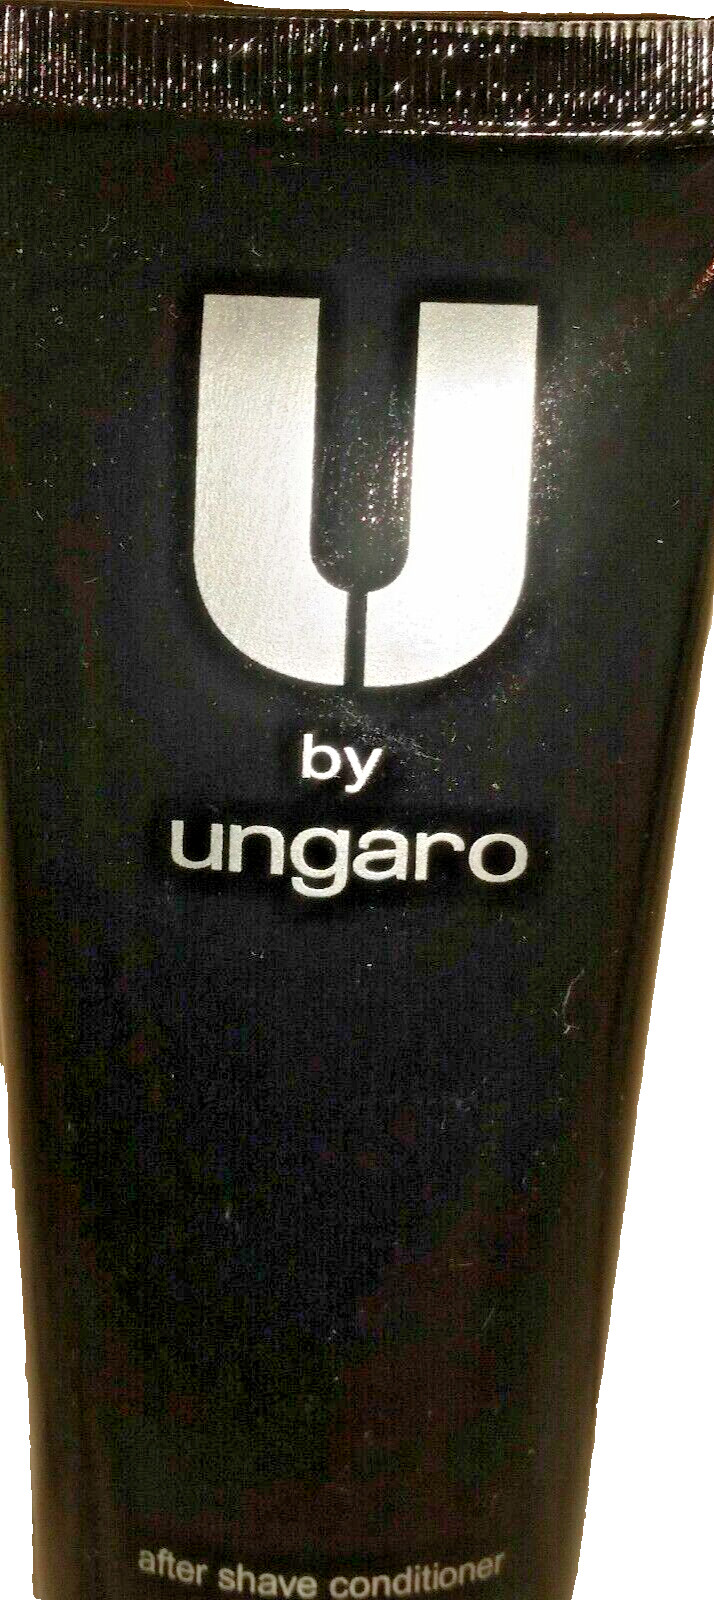 U
by
ungaro
after shave conditioner